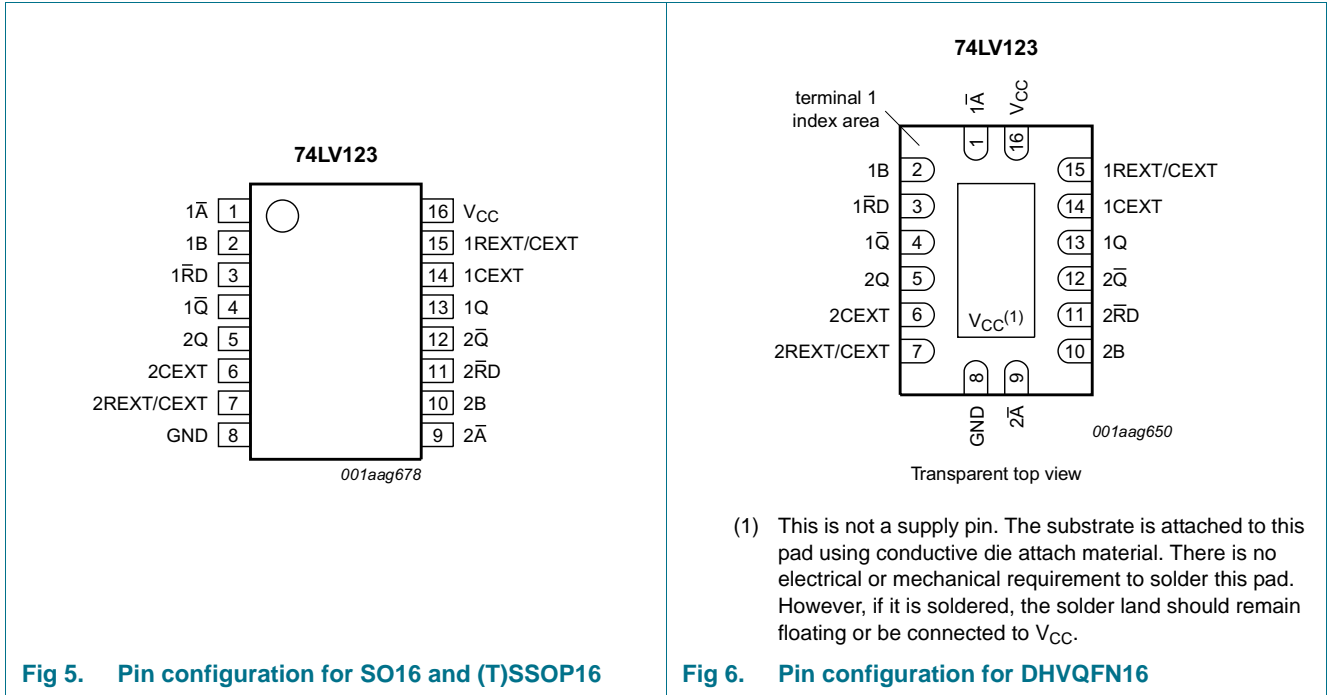 74LV123
1A̅ 1
1B 2
1R̅D 3
1Q̅ 4
2Q 5
2CEXT 6
2REXT/CEXT 7
GND 8
16 VCC
15 1REXT/CEXT
14 1CEXT
13 1Q
12 2Q̅
11 2R̅D
10 2B
9 2A̅
001aag678
Fig 5. Pin configuration for SO16 and (T)SSOP16
74LV123
terminal 1
index area
1A̅ VCC
1 16
1B 2 15 1REXT/CEXT
1R̅D 3 14 1CEXT
1Q̅ 4 13 1Q
2Q 5 12 2Q̅
2CEXT 6 VCC(1) 11 2R̅D
2REXT/CEXT 7 10 2B
8 9
GND 2A̅
001aag650
Transparent top view
(1) This is not a supply pin. The substrate is attached to this
pad using conductive die attach material. There is no
electrical or mechanical requirement to solder this pad.
However, if it is soldered, the solder land should remain
floating or be connected to VCC.
Fig 6. Pin configuration for DHVQFN16